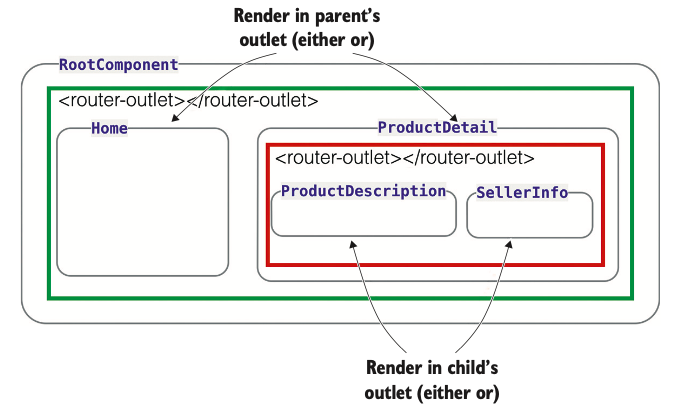 Render in parent's
outlet (either or)
RootComponent
<router-outlet></router-outlet>
Home
ProductDetail
<router-outlet></router-outlet>
ProductDescription
SellerInfo
Render in child's
outlet (either or)